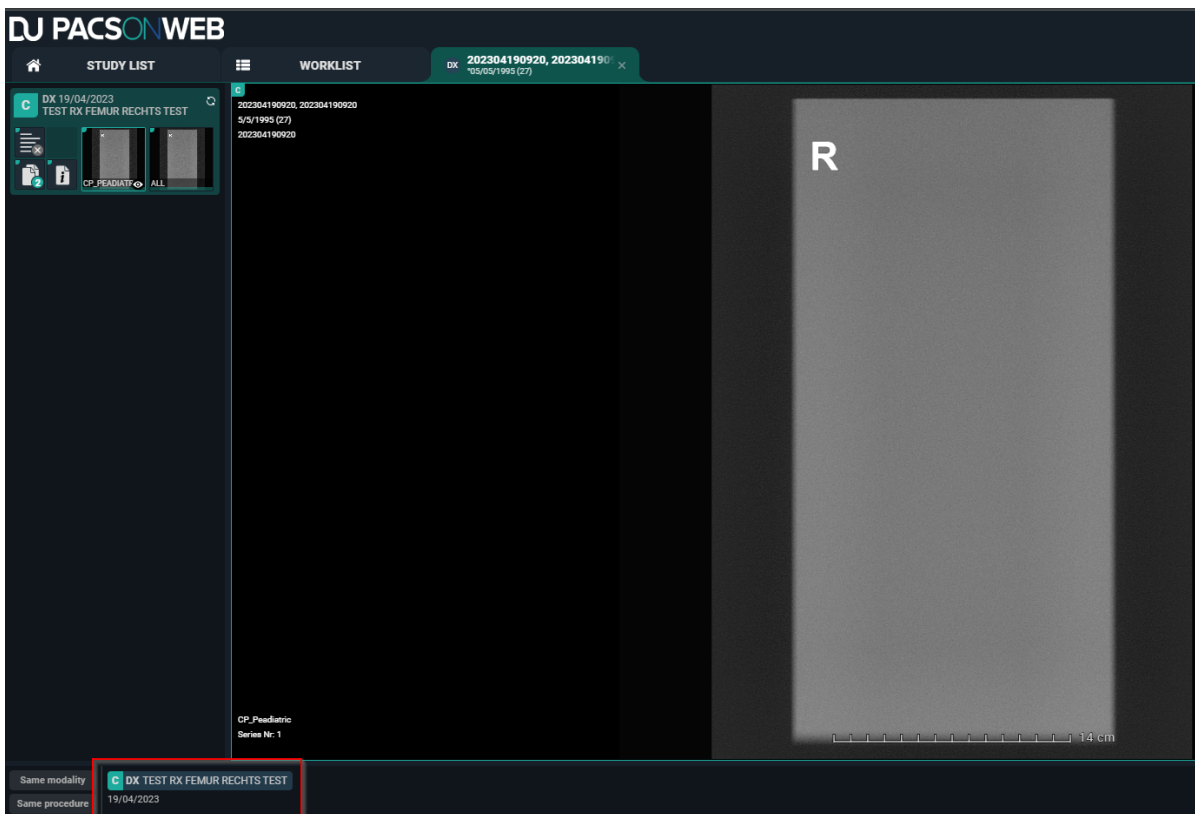 DU PACSONWEB
STUDY LIST
WORKLIST
DX 202304190920, 2023041909
*05/05/1995 (27)
C DX 19/04/2023
TEST RX FEMUR RECHTS TEST
2
CP_PEADIATR
ALL
C
202304190920, 202304190920
5/5/1995 (27)
202304190920
R
14 cm
CP_Peadiatric
Series Nr: 1
Same modality
Same procedure
C DX TEST RX FEMUR RECHTS TEST
19/04/2023